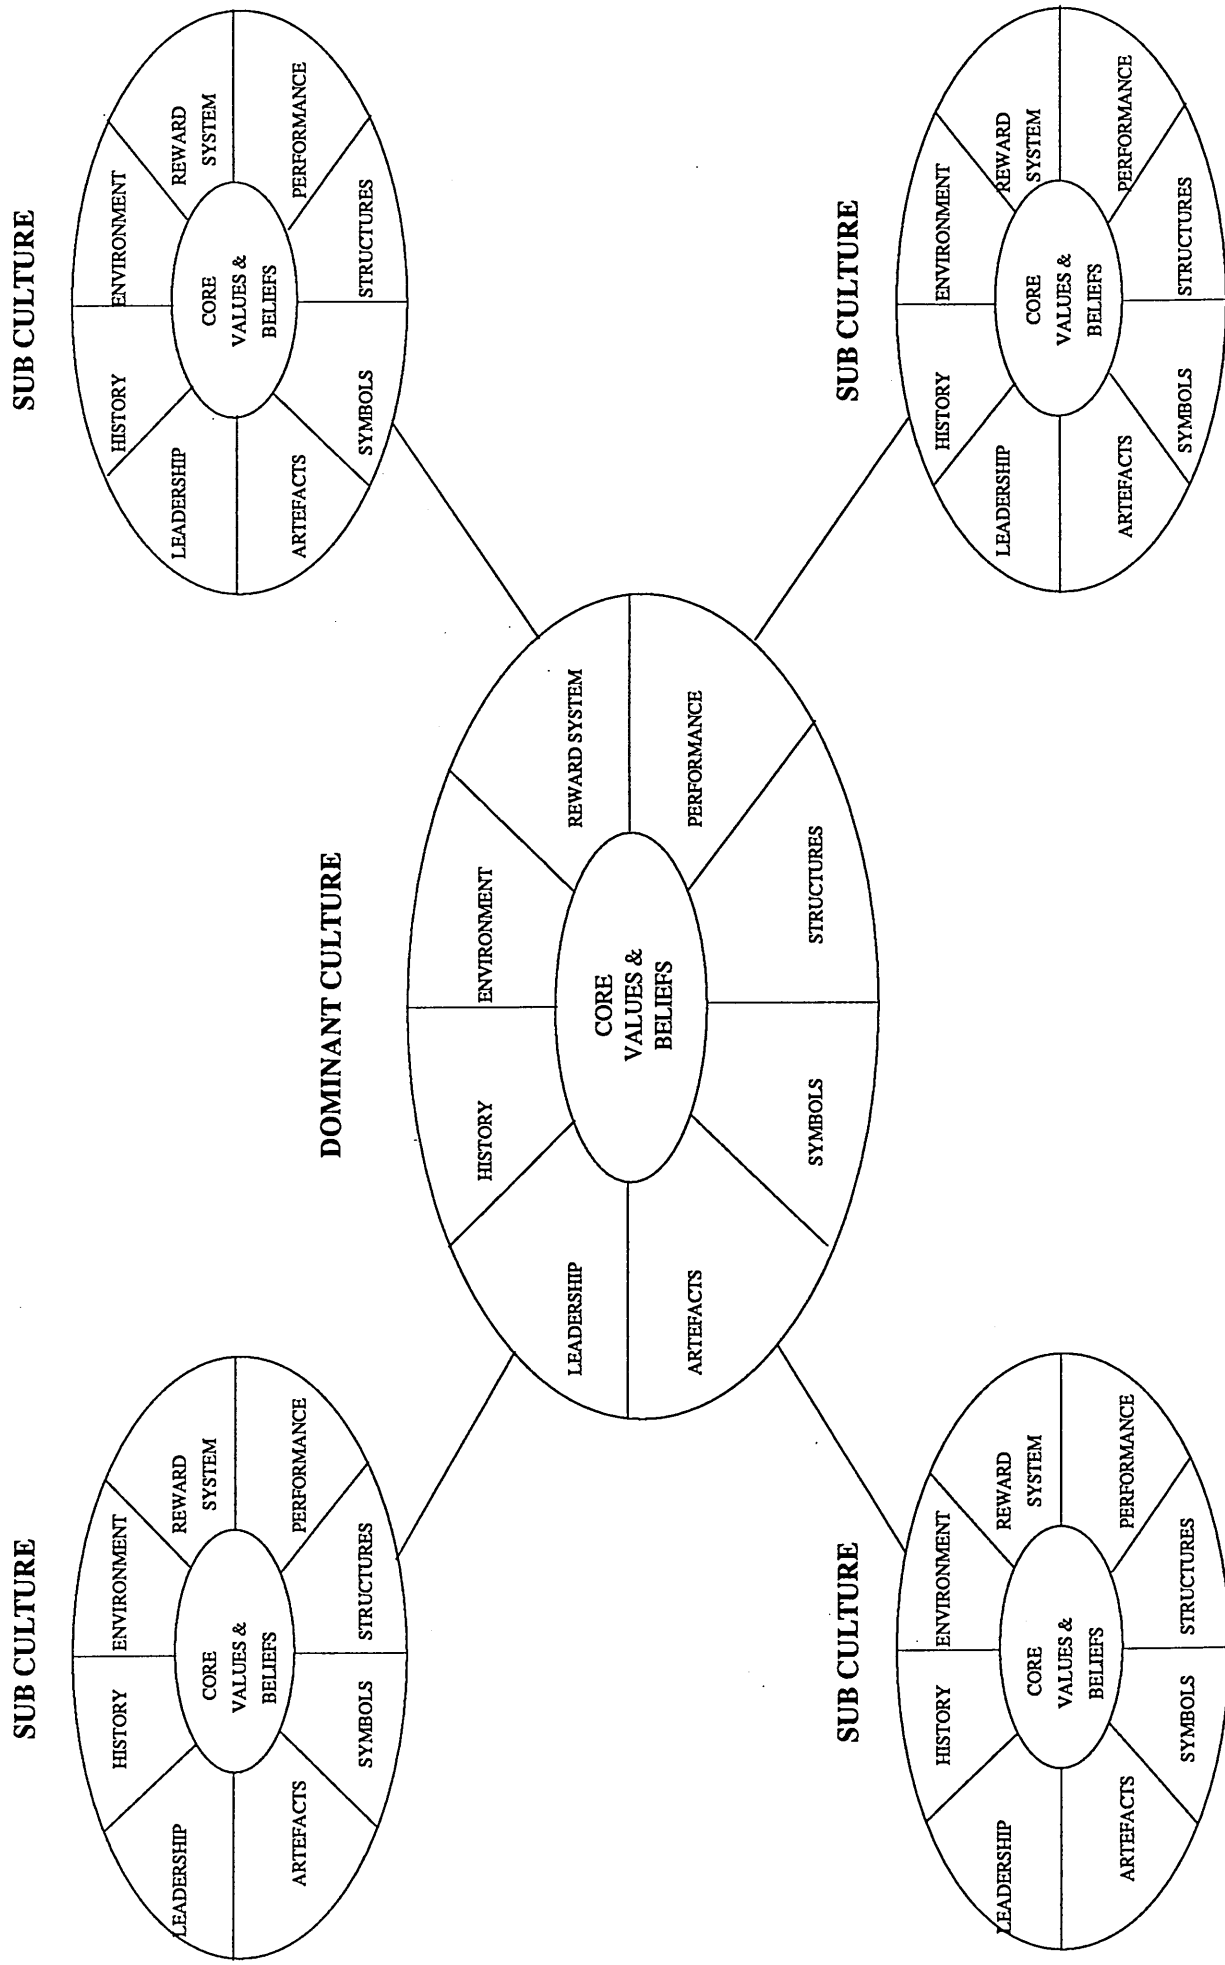 SUB CULTURE
HISTORY
ENVIRONMENT
LEADERSHIP
REWARD
SYSTEM
CORE
VALUES &
BELIEFS
ARTEFACTS
PERFORMANCE
SYMBOLS
STRUCTURES
SUB CULTURE
HISTORY
ENVIRONMENT
LEADERSHIP
REWARD
SYSTEM
CORE
VALUES &
BELIEFS
ARTEFACTS
PERFORMANCE
SYMBOLS
STRUCTURES
DOMINANT CULTURE
HISTORY
ENVIRONMENT
LEADERSHIP
REWARD SYSTEM
CORE
VALUES &
BELIEFS
ARTEFACTS
PERFORMANCE
SYMBOLS
STRUCTURES
SUB CULTURE
HISTORY
ENVIRONMENT
LEADERSHIP
REWARD
SYSTEM
CORE
VALUES &
BELIEFS
ARTEFACTS
PERFORMANCE
SYMBOLS
STRUCTURES
SUB CULTURE
HISTORY
ENVIRONMENT
LEADERSHIP
REWARD
SYSTEM
CORE
VALUES &
BELIEFS
ARTEFACTS
PERFORMANCE
SYMBOLS
STRUCTURES